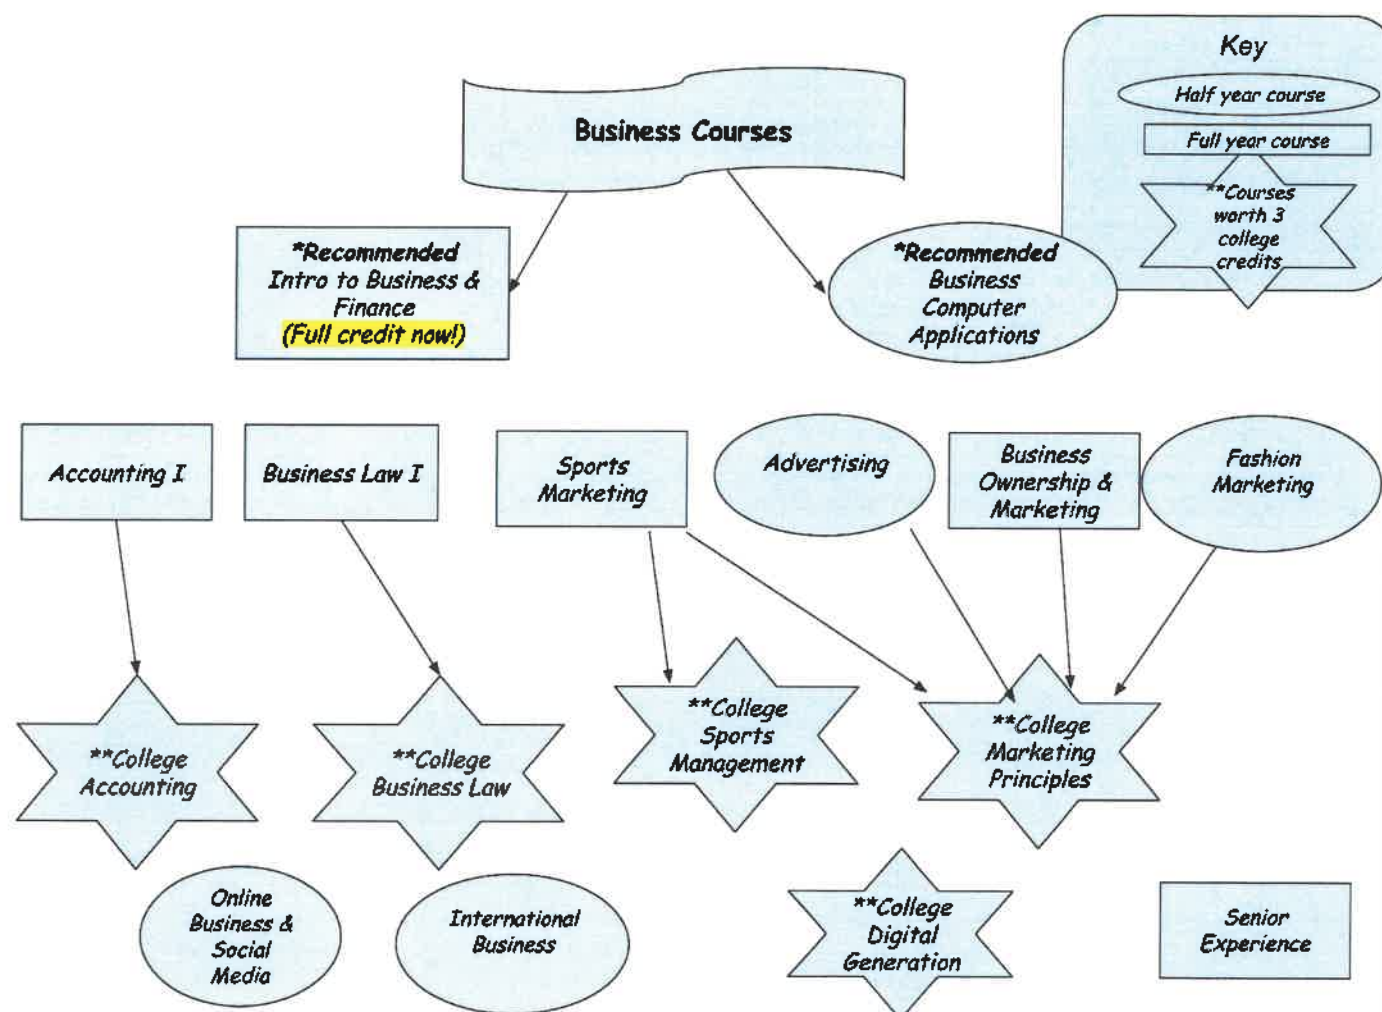 Key
Half year course
Full year course
**Courses
worth 3
college
credits
Business Courses
*Recommended
Intro to Business &
Finance
(Full credit now!)
*Recommended
Business
Computer
Applications
Accounting I
Business Law I
Sports
Marketing
Advertising
Business
Ownership &
Marketing
Fashion
Marketing
**College
Accounting
**College
Business Law
**College
Sports
Management
**College
Marketing
Principles
Online
Business &
Social
Media
International
Business
**College
Digital
Generation
Senior
Experience